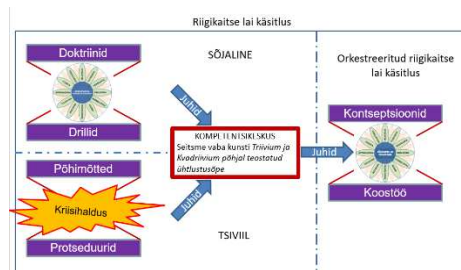 Riigikaitse lai käsitlus
Doktriinid
SÕJALINE
Orkestreeritud riigikaitse
lai käsitlus
Drillid
Juhid
Kontseptsioonid
KOMPETENTSIKESKUS
Seitsme vaba kunsti Triivium ja
Kvadriivium põhjal teostatud
ühtlustusõpe
Juhid
Põhimõtted
Kriisihaldus
Juhid
Koostöö
Protseduurid
TSIVIIL